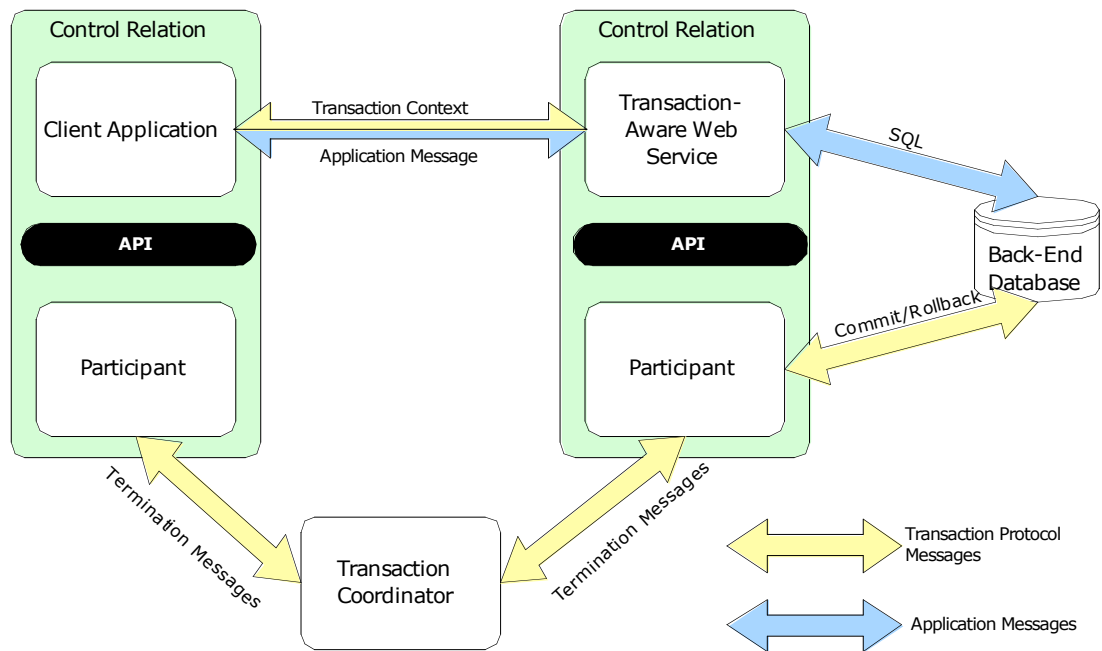 Control Relation
Control Relation
Client Application
Transaction Context
Application Message
Transaction-
Aware Web
Service
SQL
API
API
Back-End
Database
Commit/Rollback
Participant
Participant
Termination Messages
Termination Messages
Transaction
Coordinator
Transaction Protocol
Messages
Application Messages